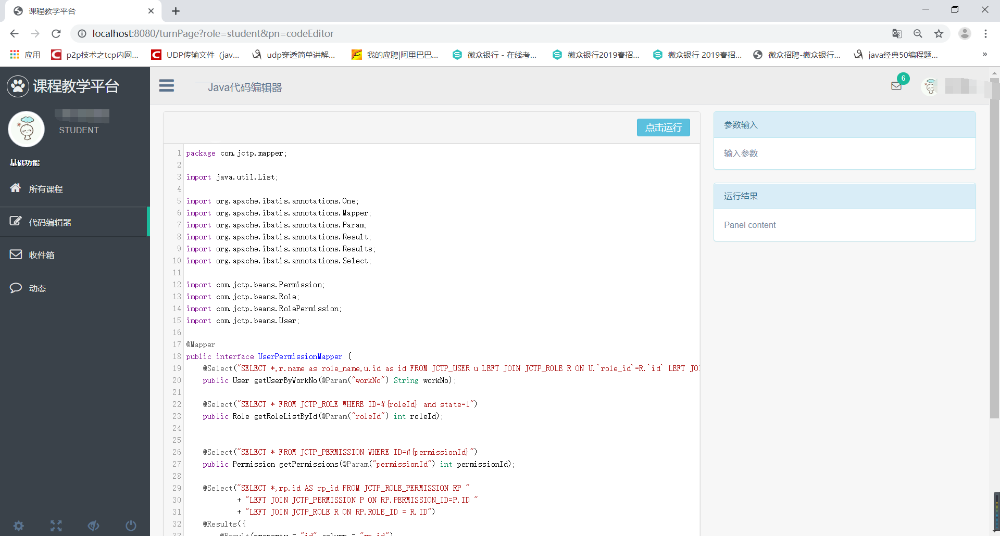 课程教学平台
localhost:8080/turnPage?role=student&pn=codeEditor
应用
p2p技术之tcp内网...
UDP传输文件（jav...
udp穿透简单讲解...
我的应聘|阿里巴巴...
微众银行 - 在线考...
微众银行2019春招...
微众银行 2019春招...
微众招聘-微众银行...
java经典50编程题...
»
课程教学平台
STUDENT
基础功能
所有课程
代码编辑器
收件箱
动态
Java代码编辑器
6
点击运行
1 package com.jctp.mapper;
2
3 import java.util.List;
4
5 import org.apache.ibatis.annotations.One;
6 import org.apache.ibatis.annotations.Mapper;
7 import org.apache.ibatis.annotations.Param;
8 import org.apache.ibatis.annotations.Result;
9 import org.apache.ibatis.annotations.Results;
10 import org.apache.ibatis.annotations.Select;
11
12 import com.jctp.beans.Permission;
13 import com.jctp.beans.Role;
14 import com.jctp.beans.RolePermission;
15 import com.jctp.beans.User;
16
17 @Mapper
18 public interface UserPermissionMapper {
19 @Select("SELECT *,r.name as role_name,u.id as id FROM JCTP_USER u LEFT JOIN JCTP_ROLE R ON U.`role_id`=R.`id` LEFT JOI
20 public User getUserByWorkNo(@Param("workNo") String workNo);
21
22 @Select("SELECT * FROM JCTP_ROLE WHERE ID=#{roleId} and state=1")
23 public Role getRoleListById(@Param("roleId") int roleId);
24
25
26 @Select("SELECT * FROM JCTP_PERMISSION WHERE ID=#{permissionId}")
27 public Permission getPermissions(@Param("permissionId") int permissionId);
28
29 @Select("SELECT *,rp.id AS rp_id FROM JCTP_ROLE_PERMISSION RP "
30 + "LEFT JOIN JCTP_PERMISSION P ON RP.PERMISSION_ID=P.ID "
31 + "LEFT JOIN JCTP_ROLE R ON RP.ROLE_ID = R.ID")
32 @Results({
33 @Result(property = "id",column = "rp_id")
参数输入
输入参数
运行结果
Panel content